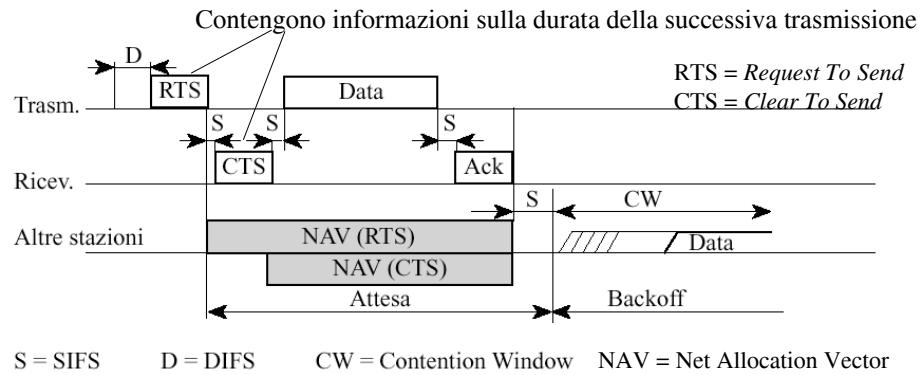 Contengono informazioni sulla durata della successiva trasmissione
D
RTS
Data
RTS = Request To Send
CTS = Clear To Send
Trasm.
S
S
S
CTS
Ack
Ricev.
S
CW
Altre stazioni
NAV (RTS)
Data
NAV (CTS)
Attesa
Backoff
S = SIFS D = DIFS CW = Contention Window NAV = Net Allocation Vector